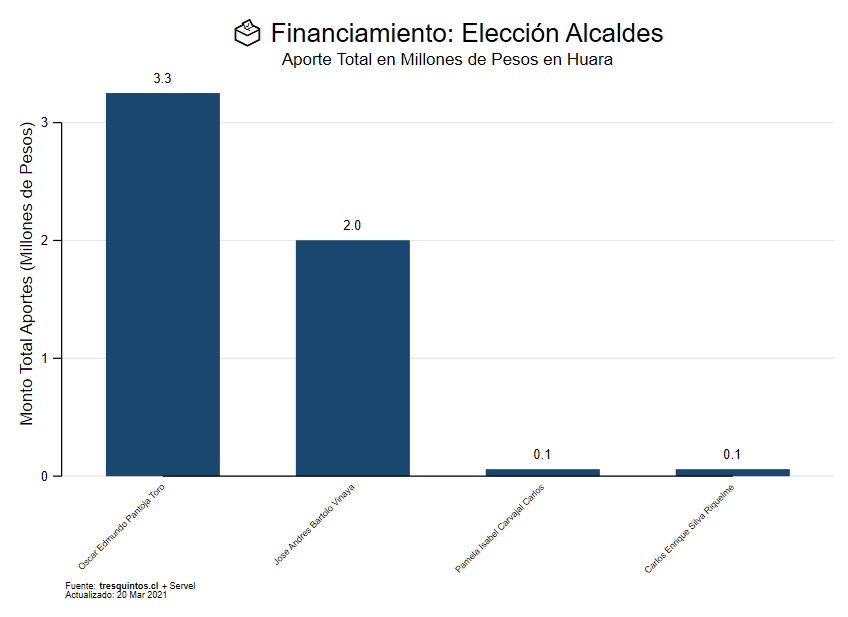 Financiamiento: Elección Alcaldes
Aporte Total en Millones de Pesos en Huara
Monto Total Aportes (Millones de Pesos)
3
2
1
0
3.3
2.0
0.1
0.1
Oscar Edmundo Pantoja Toro
Jose Andres Bartolo Vinaya
Pamela Isabel Carvajal Carlos
Carlos Enrique Silva Riquelme
Fuente: tresquintos.cl + Servel
Actualizado: 20 Mar 2021